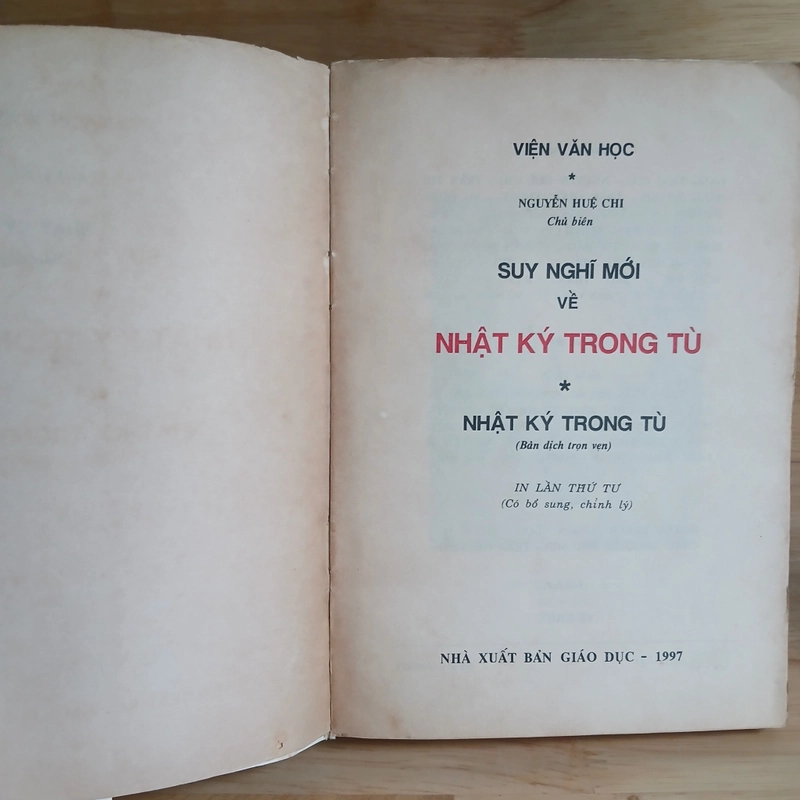 VIỆN VĂN HỌC
*
NGUYỄN HUỆ CHI
Chủ biên
SUY NGHĨ MỚI
VỀ
NHẬT KÝ TRONG TÙ
*
NHẬT KÝ TRONG TÙ
(Bản dịch trọn vẹn)
IN LẦN THỨ TƯ
(Có bổ sung, chỉnh lý)
NHÀ XUẤT BẢN GIÁO DỤC - 1997